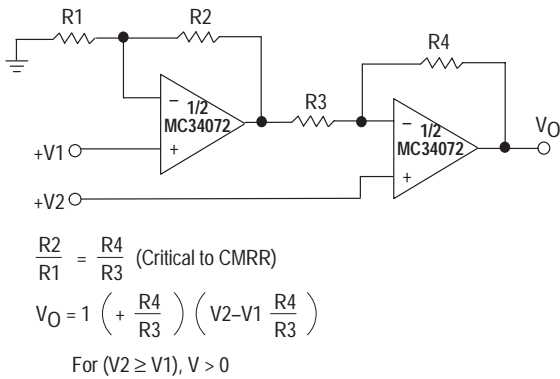 R1
R2
R4
R3
– 1/2 MC34072 +
– 1/2 MC34072 +
VO
+V1
+V2
R2/R1 = R4/R3 (Critical to CMRR)
VO = 1 ( + R4/R3 ) ( V2–V1 R4/R3 )
For (V2 ≥ V1), V > 0